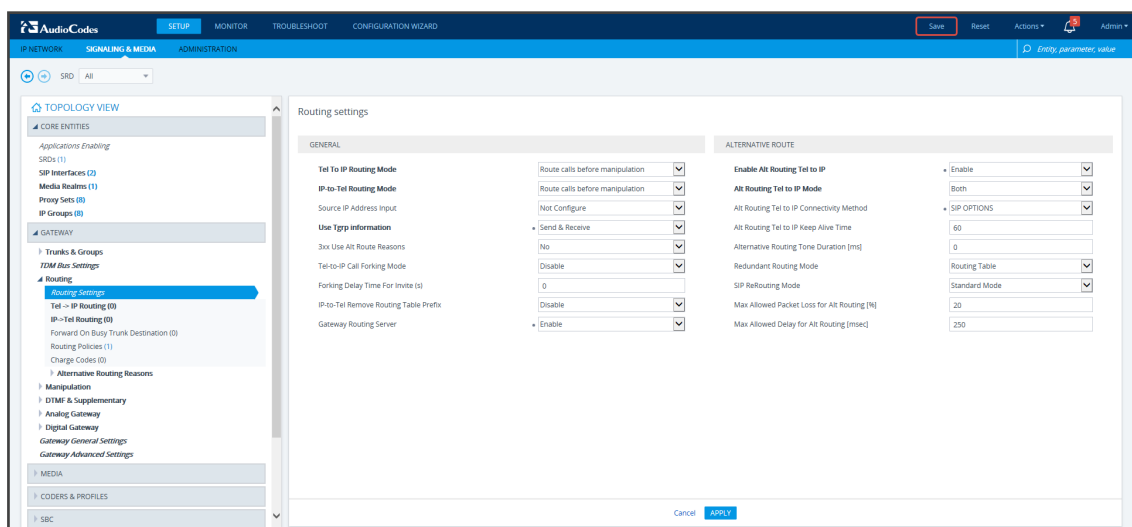 AudioCodes SETUP MONITOR TROUBLESHOOT CONFIGURATION WIZARD Save Reset Actions 5 Admin
IP NETWORK SIGNALING & MEDIA ADMINISTRATION Entity, parameter, value
SRD All
TOPOLOGY VIEW
CORE ENTITIES
Applications Enabling
SRDs (1)
SIP Interfaces (2)
Media Realms (1)
Proxy Sets (8)
IP Groups (8)
GATEWAY
Trunks & Groups
TDM Bus Settings
Routing
Routing Settings
Tel -> IP Routing (0)
IP->Tel Routing (0)
Forward On Busy Trunk Destination (0)
Routing Policies (1)
Charge Codes (0)
Alternative Routing Reasons
Manipulation
DTMF & Supplementary
Analog Gateway
Digital Gateway
Gateway General Settings
Gateway Advanced Settings
MEDIA
CODERS & PROFILES
SBC
Routing settings
GENERAL
Tel To IP Routing Mode Route calls before manipulation
IP-to-Tel Routing Mode Route calls before manipulation
Source IP Address Input Not Configure
Use Tgrp information Send & Receive
3xx Use Alt Route Reasons No
Tel-to-IP Call Forking Mode Disable
Forking Delay Time For Invite (s) 0
IP-to-Tel Remove Routing Table Prefix Disable
Gateway Routing Server Enable
ALTERNATIVE ROUTE
Enable Alt Routing Tel to IP Enable
Alt Routing Tel to IP Mode Both
Alt Routing Tel to IP Connectivity Method SIP OPTIONS
Alt Routing Tel to IP Keep Alive Time 60
Alternative Routing Tone Duration [ms] 0
Redundant Routing Mode Routing Table
SIP ReRouting Mode Standard Mode
Max Allowed Packet Loss for Alt Routing [%] 20
Max Allowed Delay for Alt Routing [msec] 250
Cancel APPLY